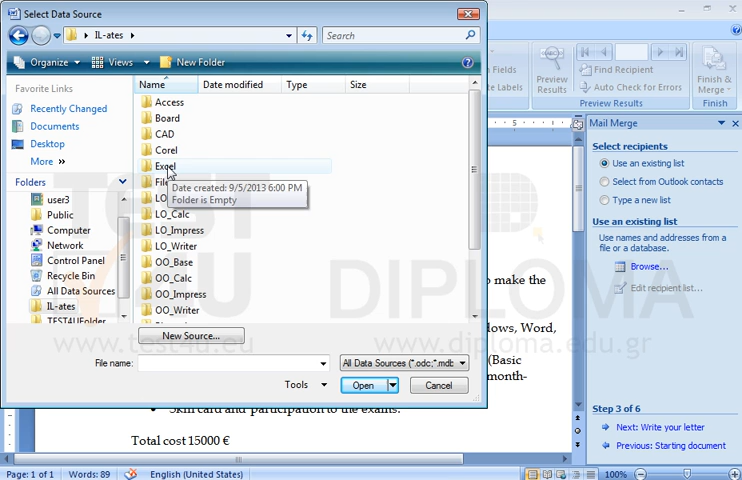 Select Data Source
IL-ates
Search
Organize
Views
New Folder
Favorite Links
Recently Changed
Documents
Desktop
More »
Folders
user3
Public
Computer
Network
Control Panel
Recycle Bin
All Data Sources
IL-ates
TEST4UFolder
Name
Date modified
Type
Size
Access
Board
CAD
Corel
Excel
Date created: 9/5/2013 6:00 PM
Folder is Empty
LO_Calc
LO_Impress
LO_Writer
OO_Base
OO_Calc
OO_Impress
OO_Writer
New Source...
File name:
All Data Sources (*.odc;*.mdb
Tools
Open
Cancel
Preview
Results
Find Recipient
Auto Check for Errors
Preview Results
Finish &
Merge
Finish
Mail Merge
Select recipients
Use an existing list
Select from Outlook contacts
Type a new list
Use an existing list
Use names and addresses from a
file or a database.
Browse...
Edit recipient list...
Step 3 of 6
Next: Write your letter
Previous: Starting document
make the
dows, Word,
(Basic
month-
Skill card and participation to the exams.
Total cost 15000 €
Page: 1 of 1
Words: 89
English (United States)
100%
TEST4U
DIPLOMA
www.test4u.eu
www.diploma.edu.gr